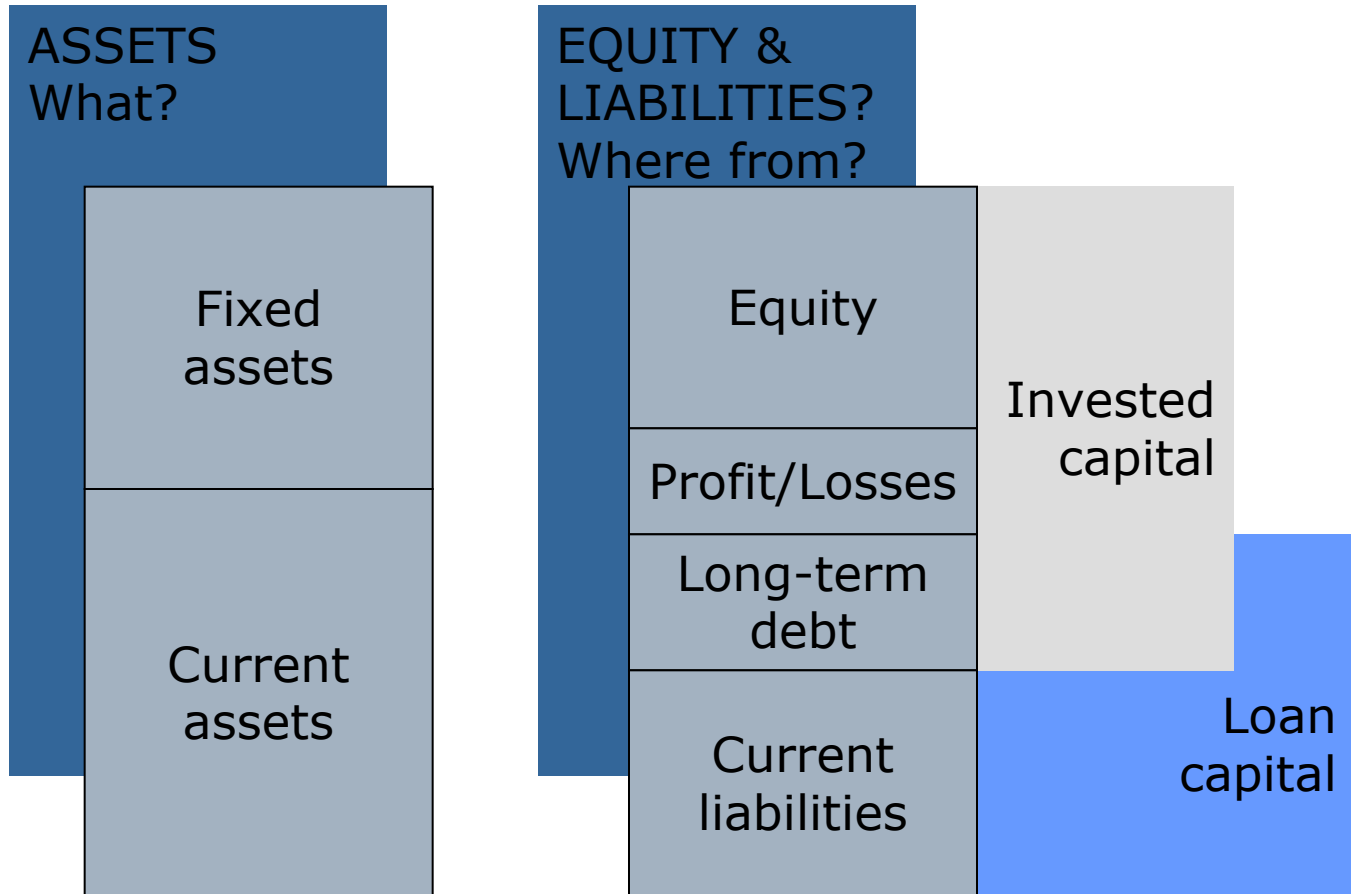 ASSETS
What?
Fixed
assets
Current
assets
EQUITY &
LIABILITIES?
Where from?
Equity
Profit/Losses
Long-term
debt
Current
liabilities
Invested
capital
Loan
capital